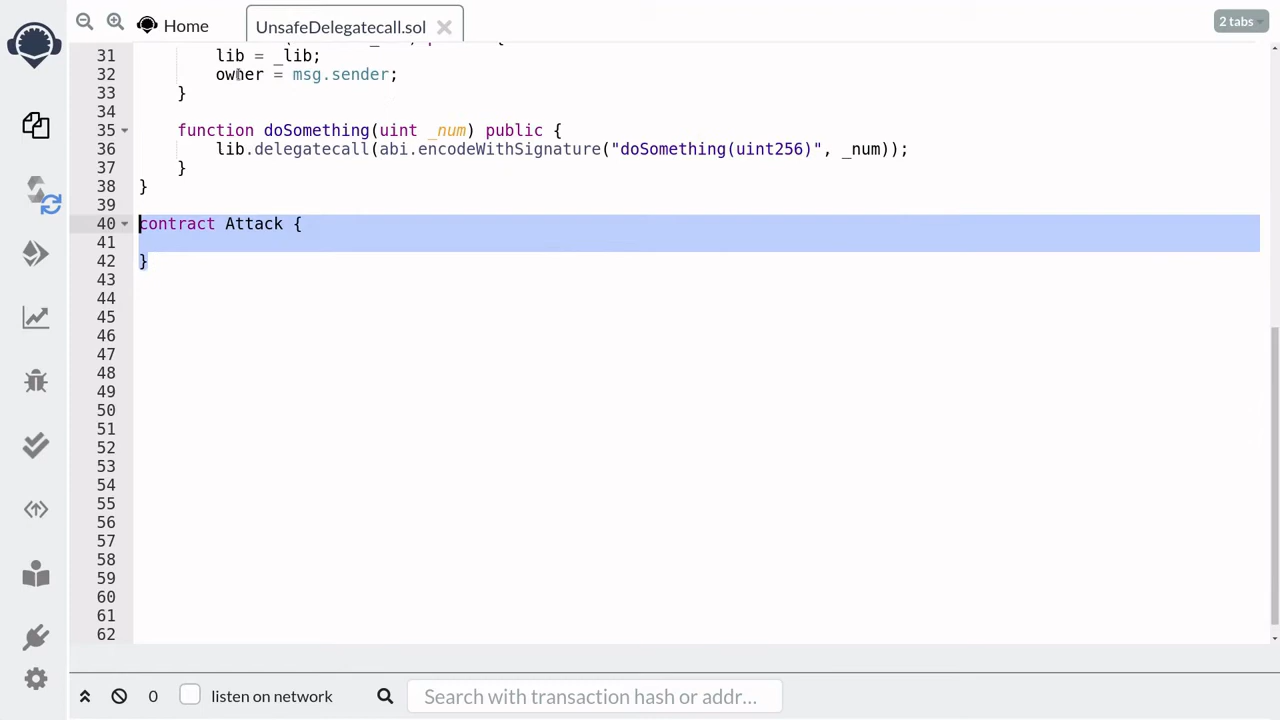 Home
UnsafeDelegatecall.sol
2 tabs
31 lib = _lib;
32 owner = msg.sender;
33 }
34
35 function doSomething(uint _num) public {
36 lib.delegatecall(abi.encodeWithSignature("doSomething(uint256)", _num));
37 }
38 }
39
40 contract Attack {
41
42 }
43
44
45
46
47
48
49
50
51
52
53
54
55
56
57
58
59
60
61
62
0
listen on network
Search with transaction hash or addr...